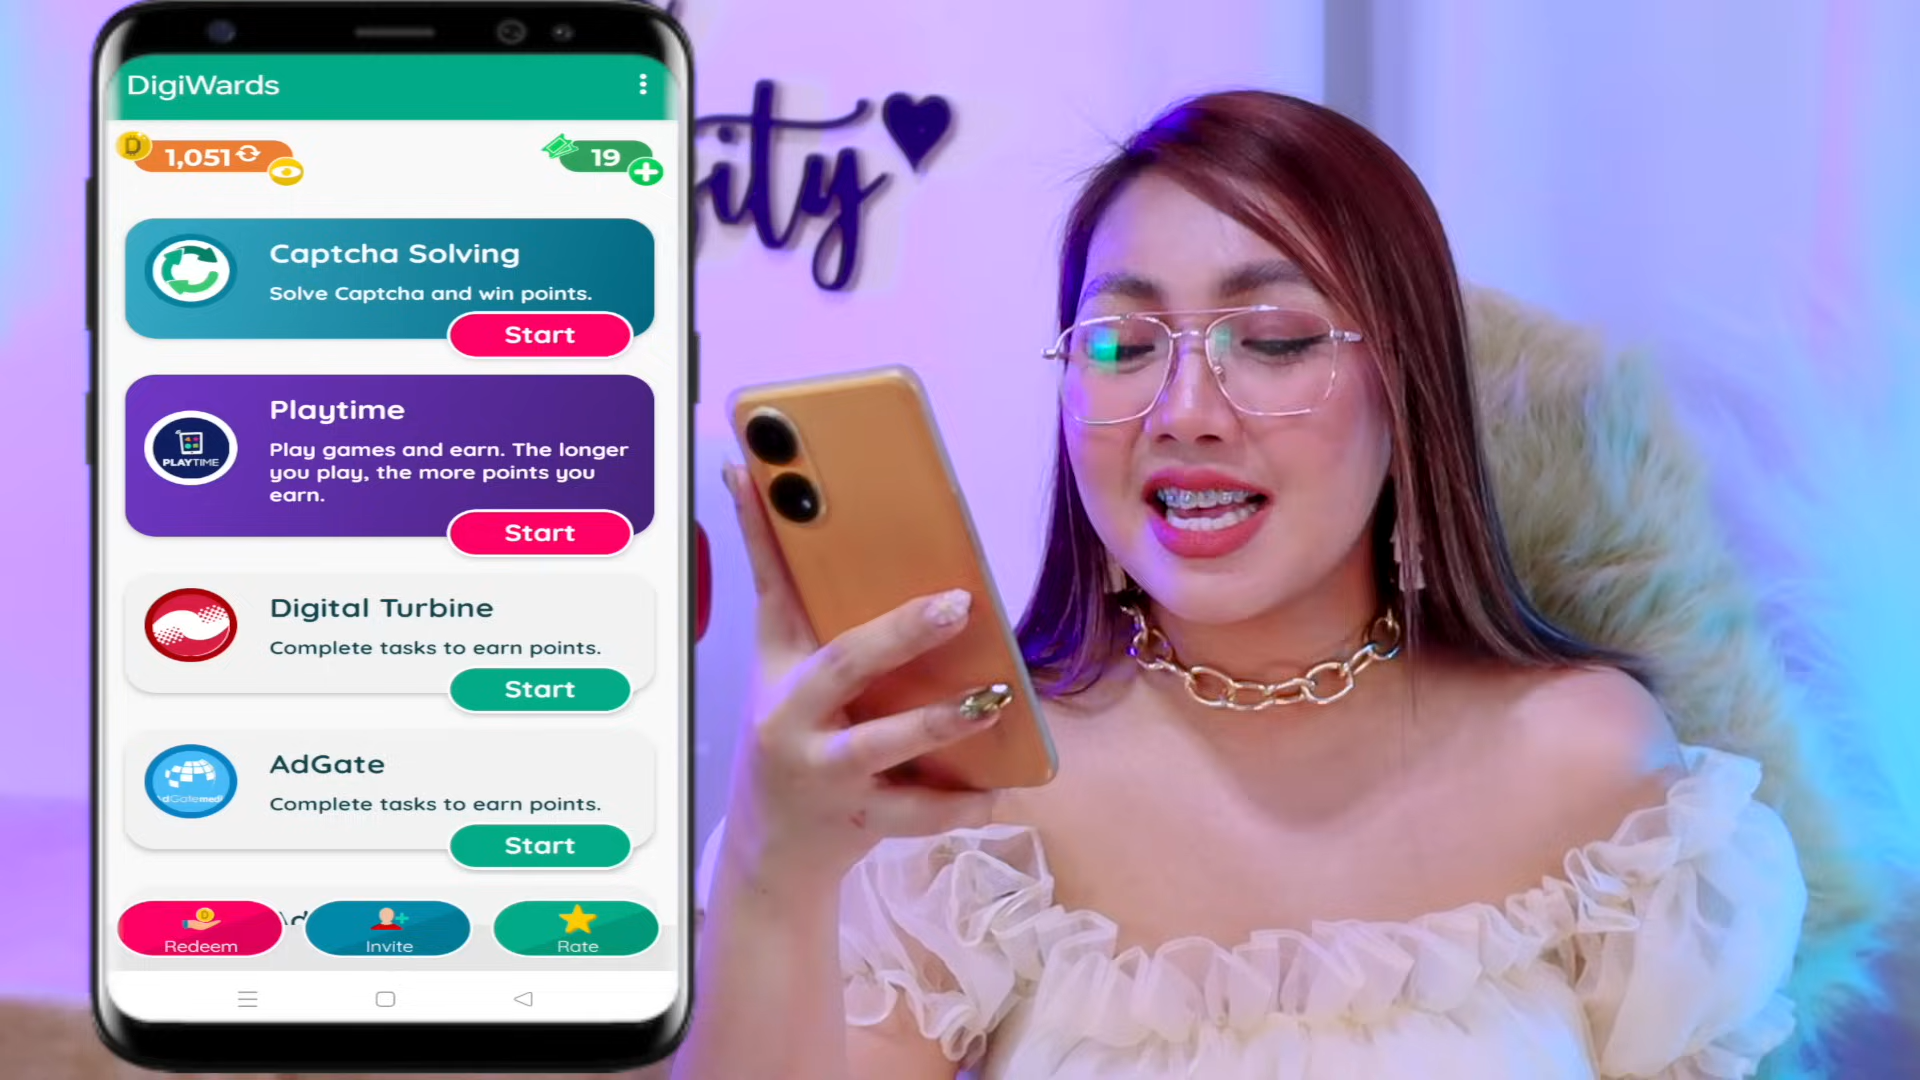 DigiWards
1,051
19
Captcha Solving
Solve Captcha and win points.
Start
Playtime
Play games and earn. The longer
you play, the more points you
earn.
PLAYTIME
Start
Digital Turbine
Complete tasks to earn points.
Start
AdGate
Complete tasks to earn points.
Start
Redeem
Invite
Rate